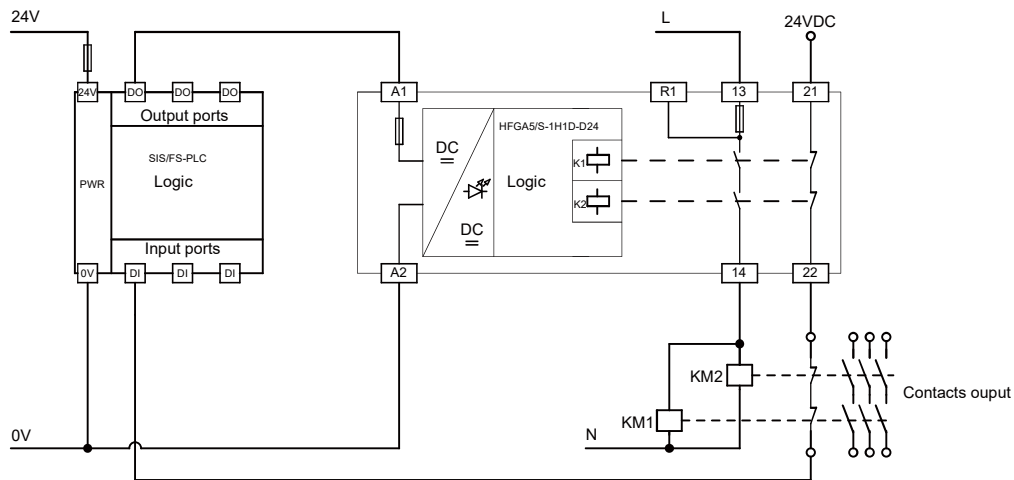 24V
L
24VDC
24V
DO
DO
DO
A1
R1
13
21
Output ports
HFGA5/S-1H1D-D24
DC
SIS/FS-PLC
K1
PWR
Logic
Logic
K2
DC
Input ports
0V
DI
DI
DI
A2
14
22
KM2
Contacts ouput
KM1
0V
N